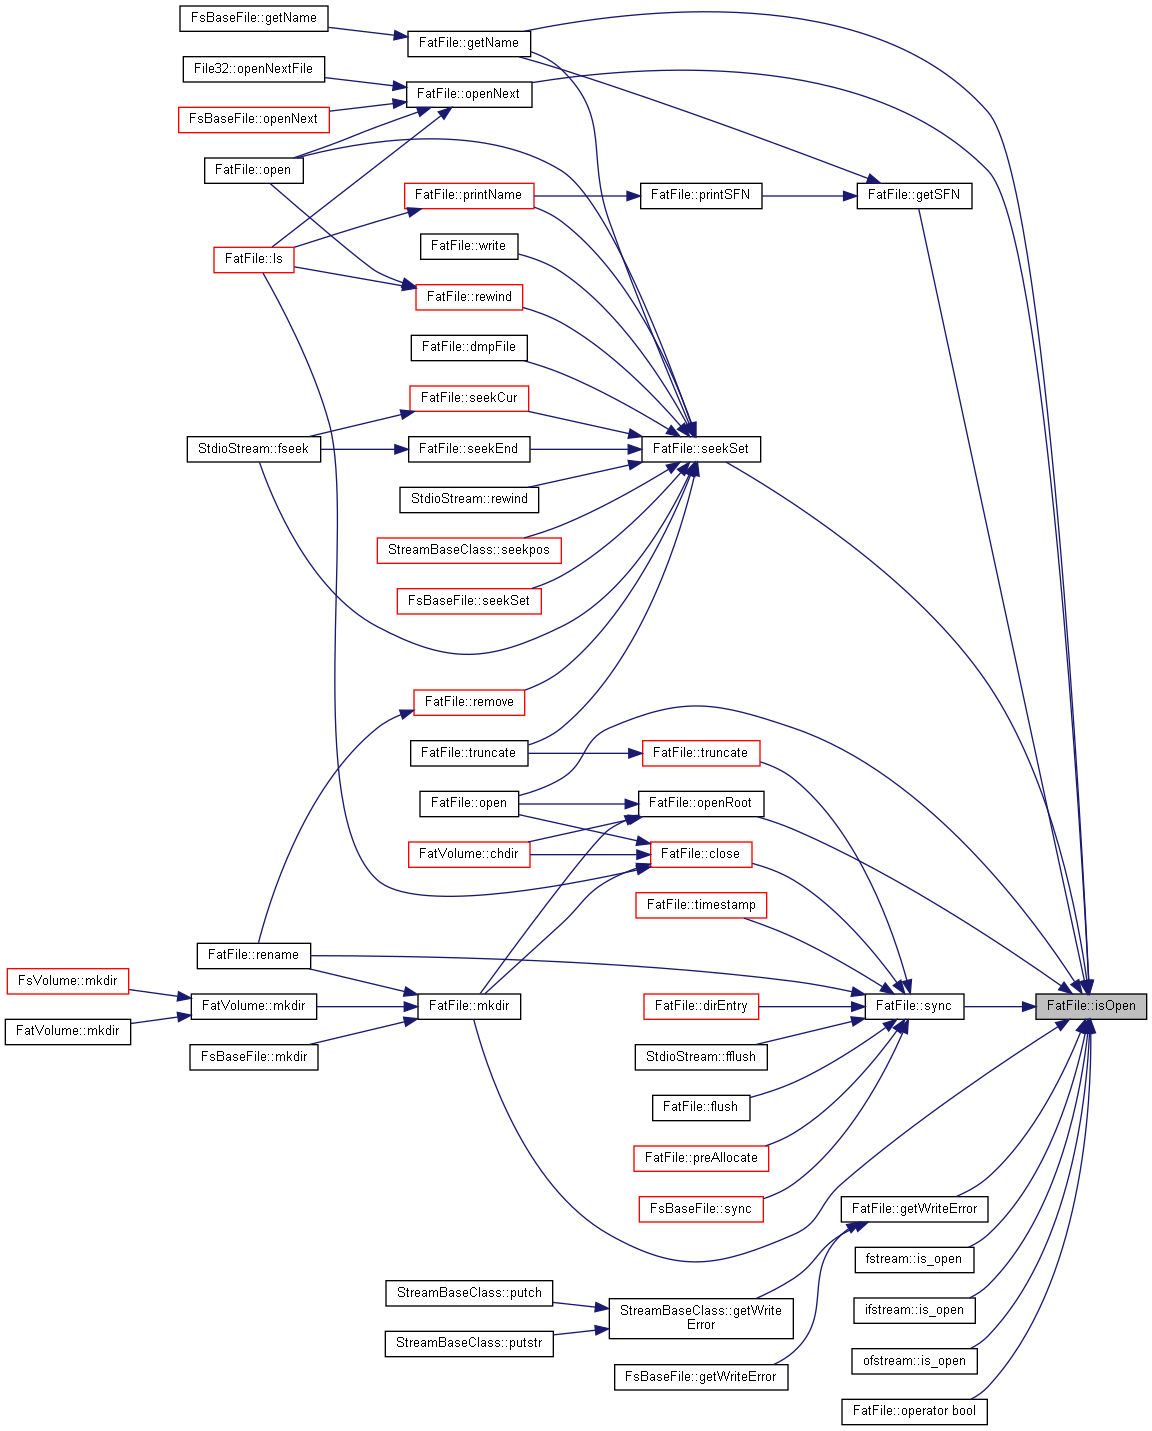 FsBaseFile::getName
FatFile::getName
File32::openNextFile
FatFile::openNext
FsBaseFile::openNext
FatFile::open
FatFile::printName
FatFile::printSFN
FatFile::getSFN
FatFile::write
FatFile::ls
FatFile::rewind
FatFile::dmpFile
FatFile::seekCur
StdioStream::fseek
FatFile::seekEnd
FatFile::seekSet
StdioStream::rewind
StreamBaseClass::seekpos
FsBaseFile::seekSet
FatFile::remove
FatFile::truncate
FatFile::truncate
FatFile::open
FatFile::openRoot
FatVolume::chdir
FatFile::close
FatFile::timestamp
FatFile::rename
FsVolume::mkdir
FatVolume::mkdir
FatFile::mkdir
FatFile::dirEntry
FatFile::sync
FatFile::isOpen
FatVolume::mkdir
FsBaseFile::mkdir
StdioStream::fflush
FatFile::flush
FatFile::preAllocate
FsBaseFile::sync
FatFile::getWriteError
fstream::is_open
StreamBaseClass::putch
StreamBaseClass::getWrite
Error
ifstream::is_open
StreamBaseClass::putstr
ofstream::is_open
FsBaseFile::getWriteError
FatFile::operator bool